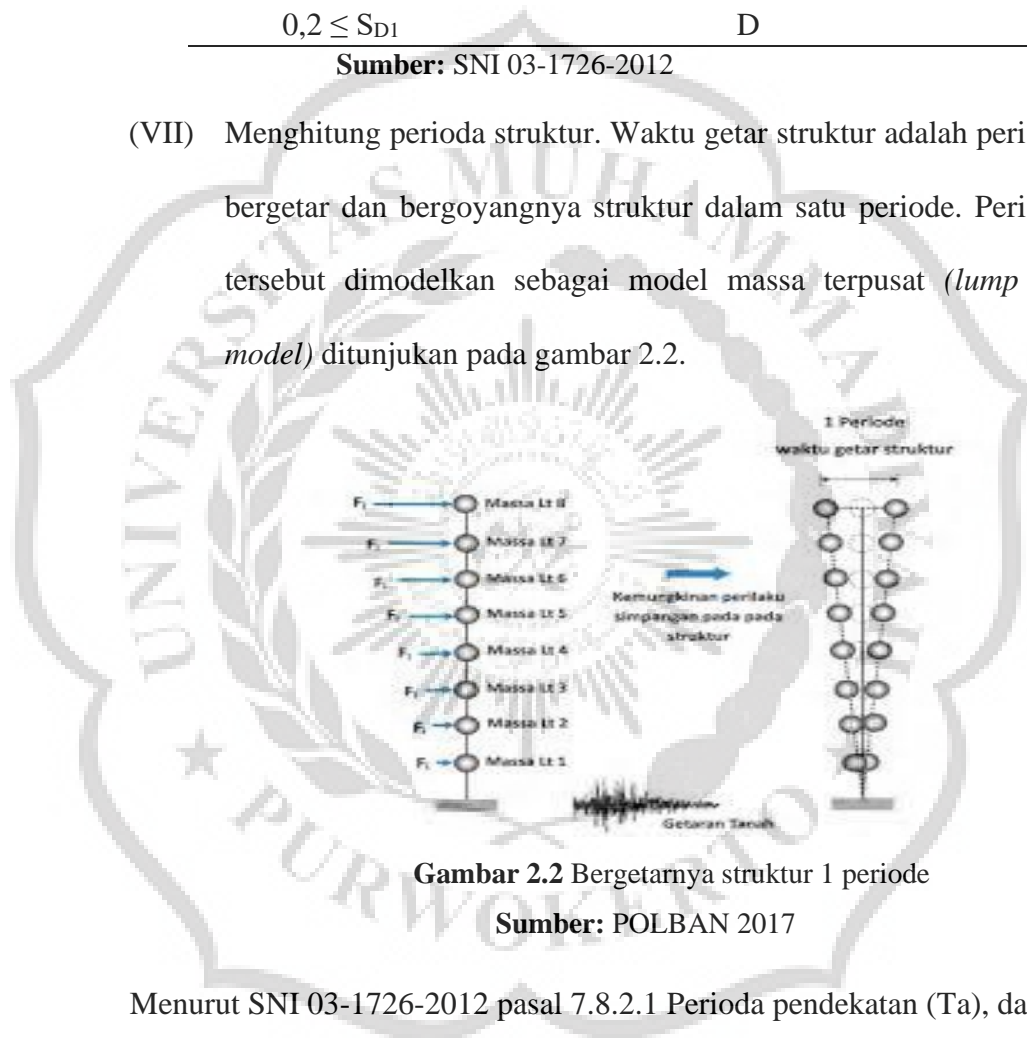 0,2 ≤ SD1 D
Sumber: SNI 03-1726-2012
(VII) Menghitung perioda struktur. Waktu getar struktur adalah peri
bergetar dan bergoyangnya struktur dalam satu periode. Peri
tersebut dimodelkan sebagai model massa terpusat (lump
model) ditunjukan pada gambar 2.2.
1 Periode
waktu getar struktur
Massa Lt 8
Massa Lt 7
Massa Lt 6
Massa Lt 5
Massa Lt 4
Massa Lt 3
Massa Lt 2
Massa Lt 1
Kemungkinan perilaku
simpangan pada pada
struktur
Getaran Tanah
Gambar 2.2 Bergetarnya struktur 1 periode
Sumber: POLBAN 2017
Menurut SNI 03-1726-2012 pasal 7.8.2.1 Perioda pendekatan (Ta), da
UNIVERSITAS MUHAMMADIYAH
PURWOKERTO